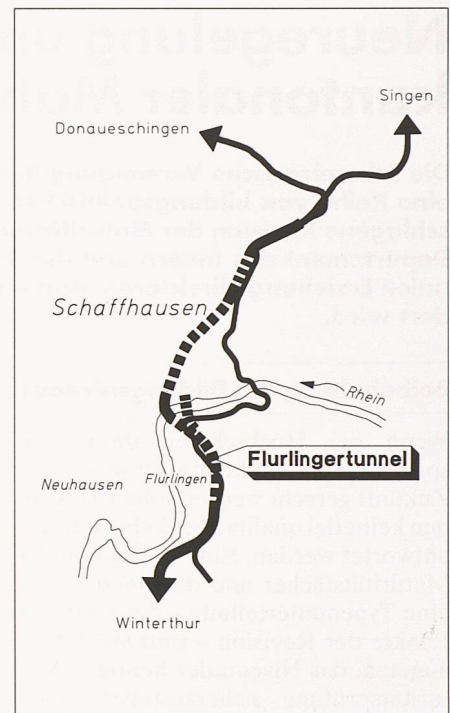 Singen
Donaueschingen
Schaffhausen
Rhein
Flurlingertunnel
Neuhausen
Flurlingen
Winterthur